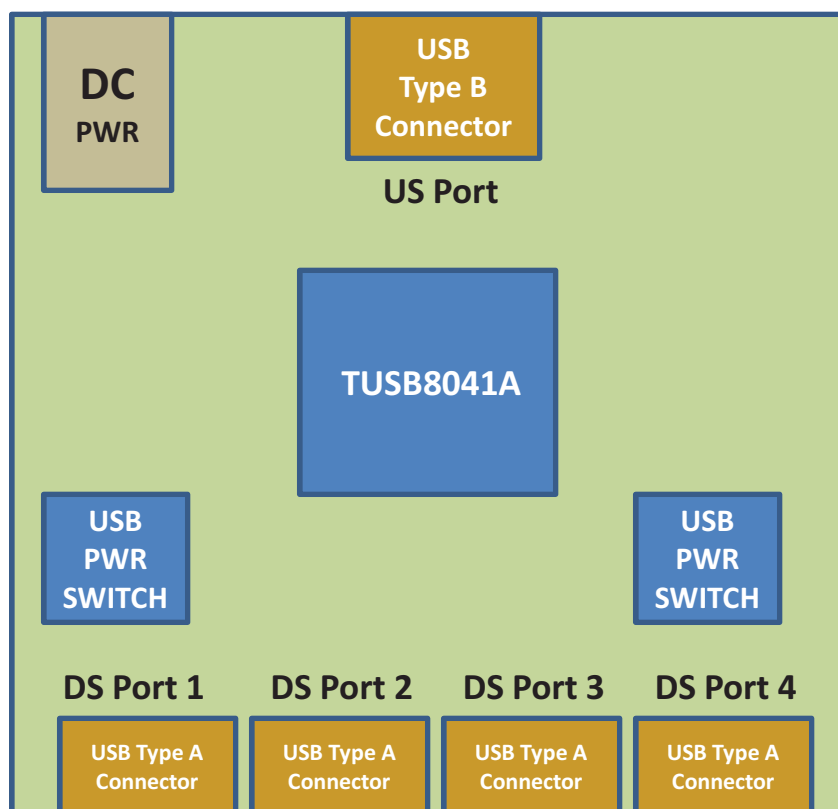 DC
PWR
USB
Type B
Connector
US Port
TUSB8041A
USB
PWR
SWITCH
USB
PWR
SWITCH
DS Port 1
DS Port 2
DS Port 3
DS Port 4
USB Type A
Connector
USB Type A
Connector
USB Type A
Connector
USB Type A
Connector